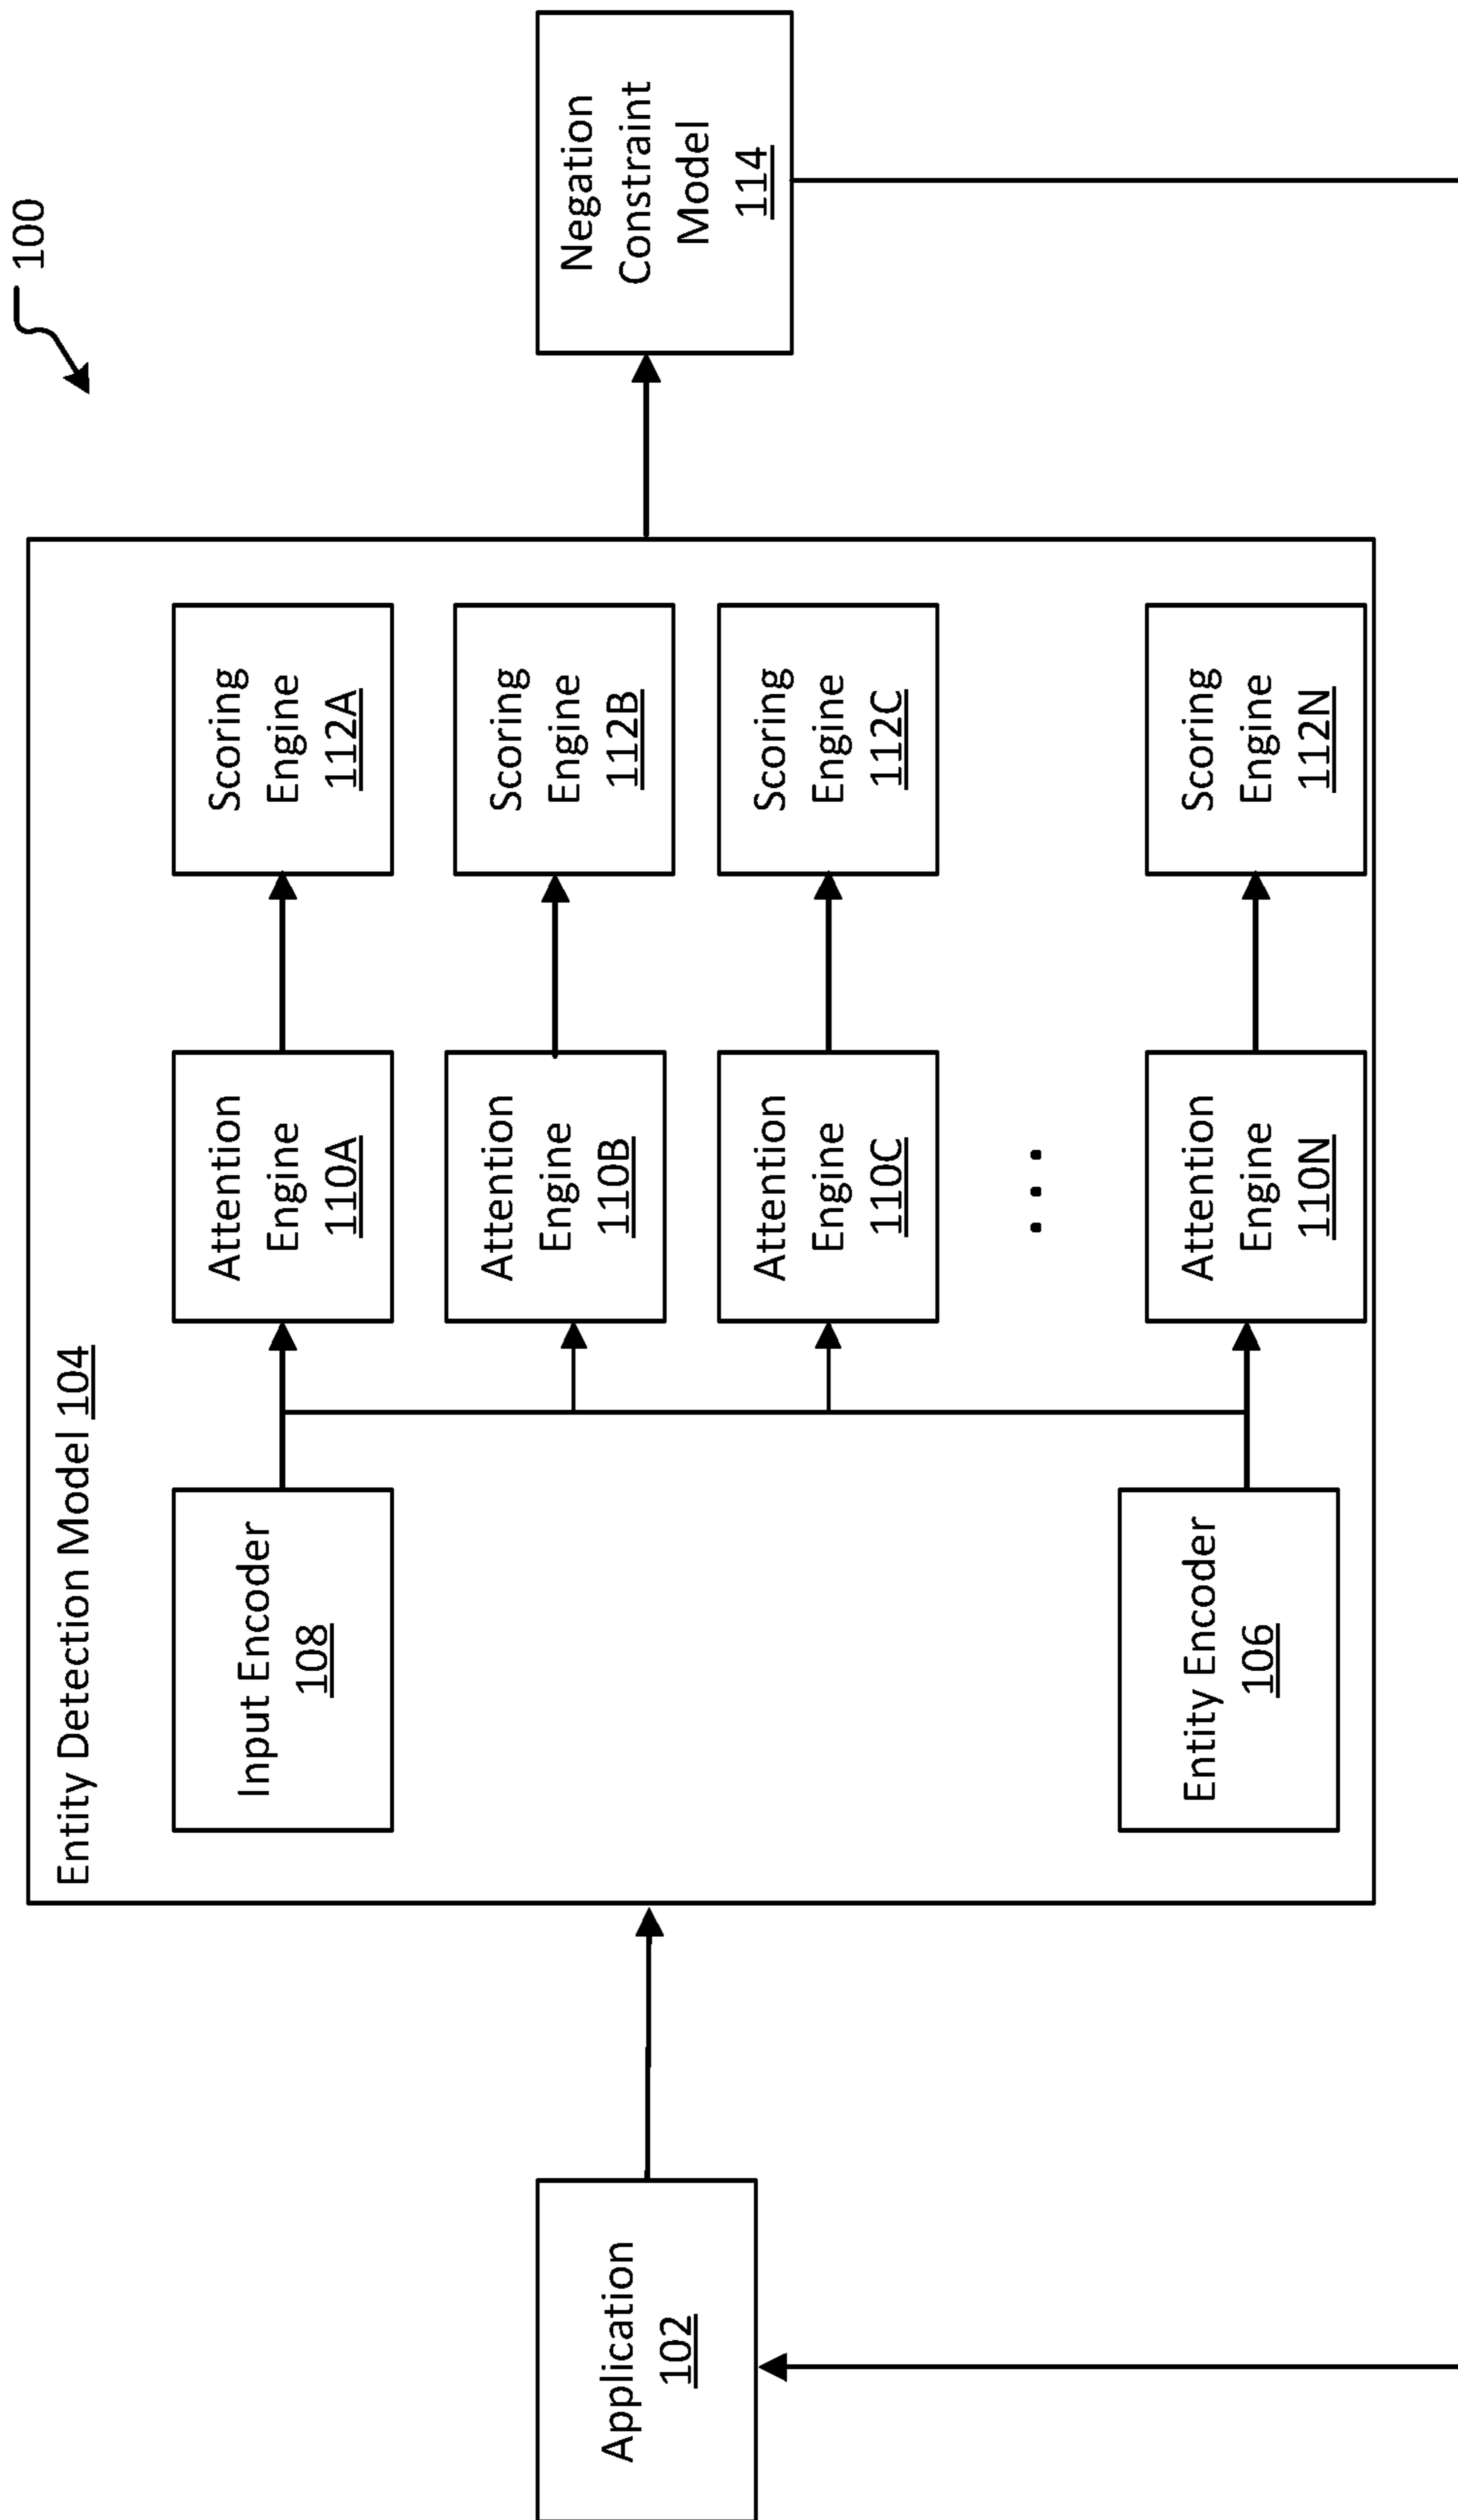 100
Entity Detection Model 104
Input Encoder
108
Attention
Engine
110A
Scoring
Engine
112A
Attention
Engine
110B
Scoring
Engine
112B
Application
102
Negation
Constraint
Model
114
Attention
Engine
110C
Scoring
Engine
112C
. . .
Entity Encoder
106
Attention
Engine
110N
Scoring
Engine
112N